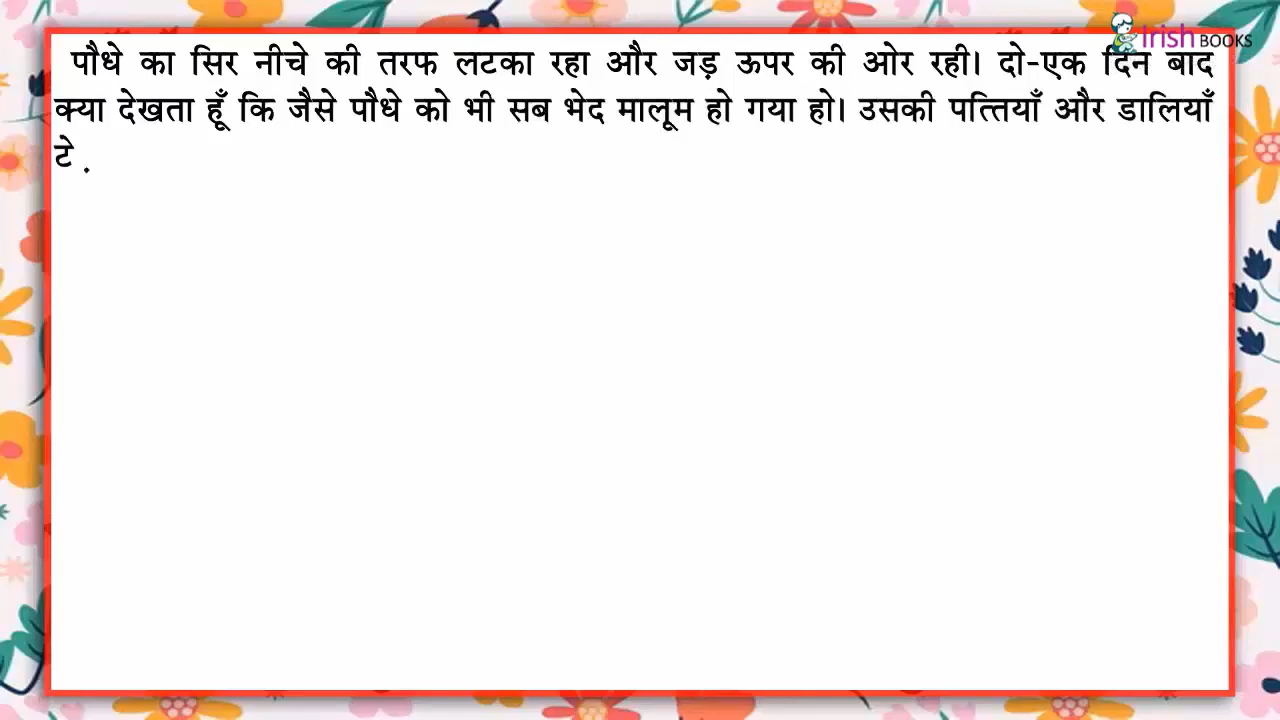 Irish BOOKS
पौधे का सिर नीचे की तरफ लटका रहा और जड़ ऊपर की ओर रही। दो-एक दिन बाद
क्या देखता हूँ कि जैसे पौधे को भी सब भेद मालूम हो गया हो। उसकी पत्तियाँ और डालियाँ
टे .